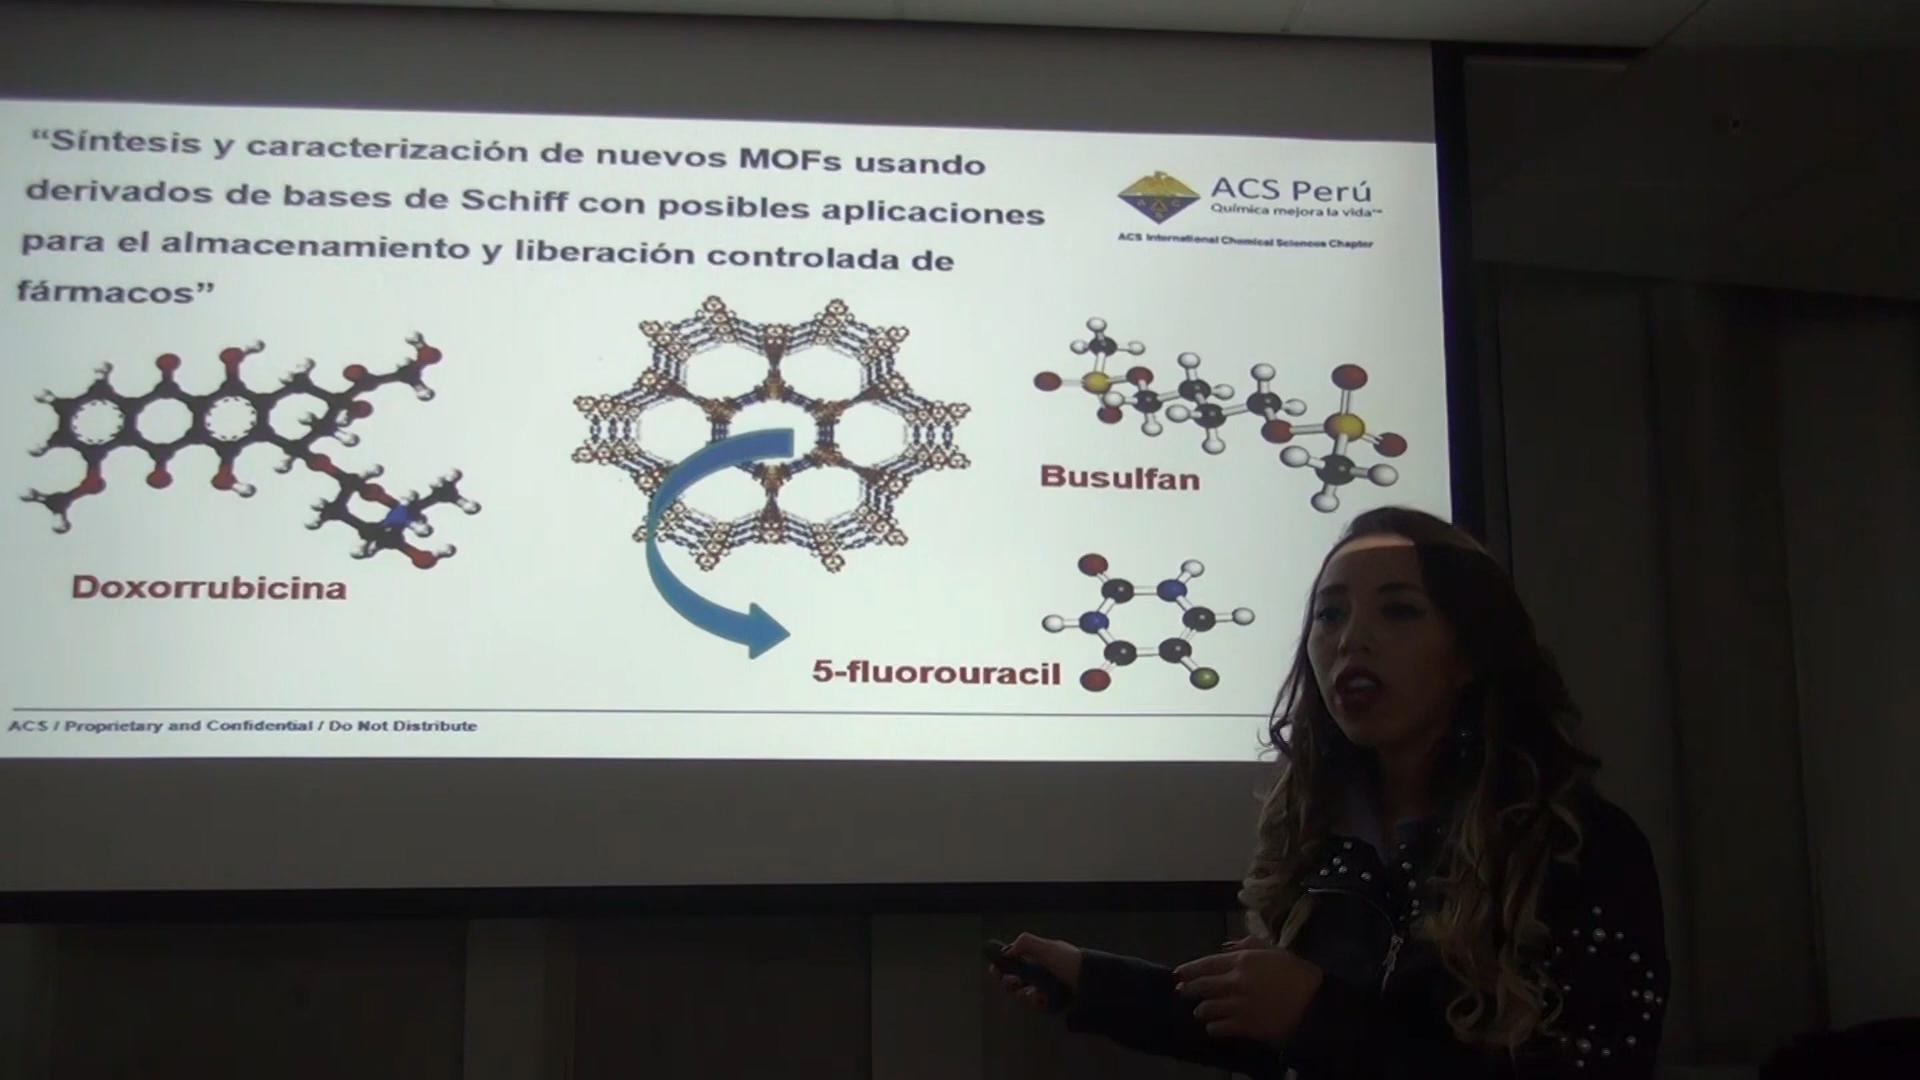 “Síntesis y caracterización de nuevos MOFs usando
derivados de bases de Schiff con posibles aplicaciones
para el almacenamiento y liberación controlada de
fármacos”
ACS Perú
Química mejora la vida™
ACS International Chemical Sciences Chapter
Busulfan
Doxorrubicina
5-fluorouracil
ACS / Proprietary and Confidential / Do Not Distribute